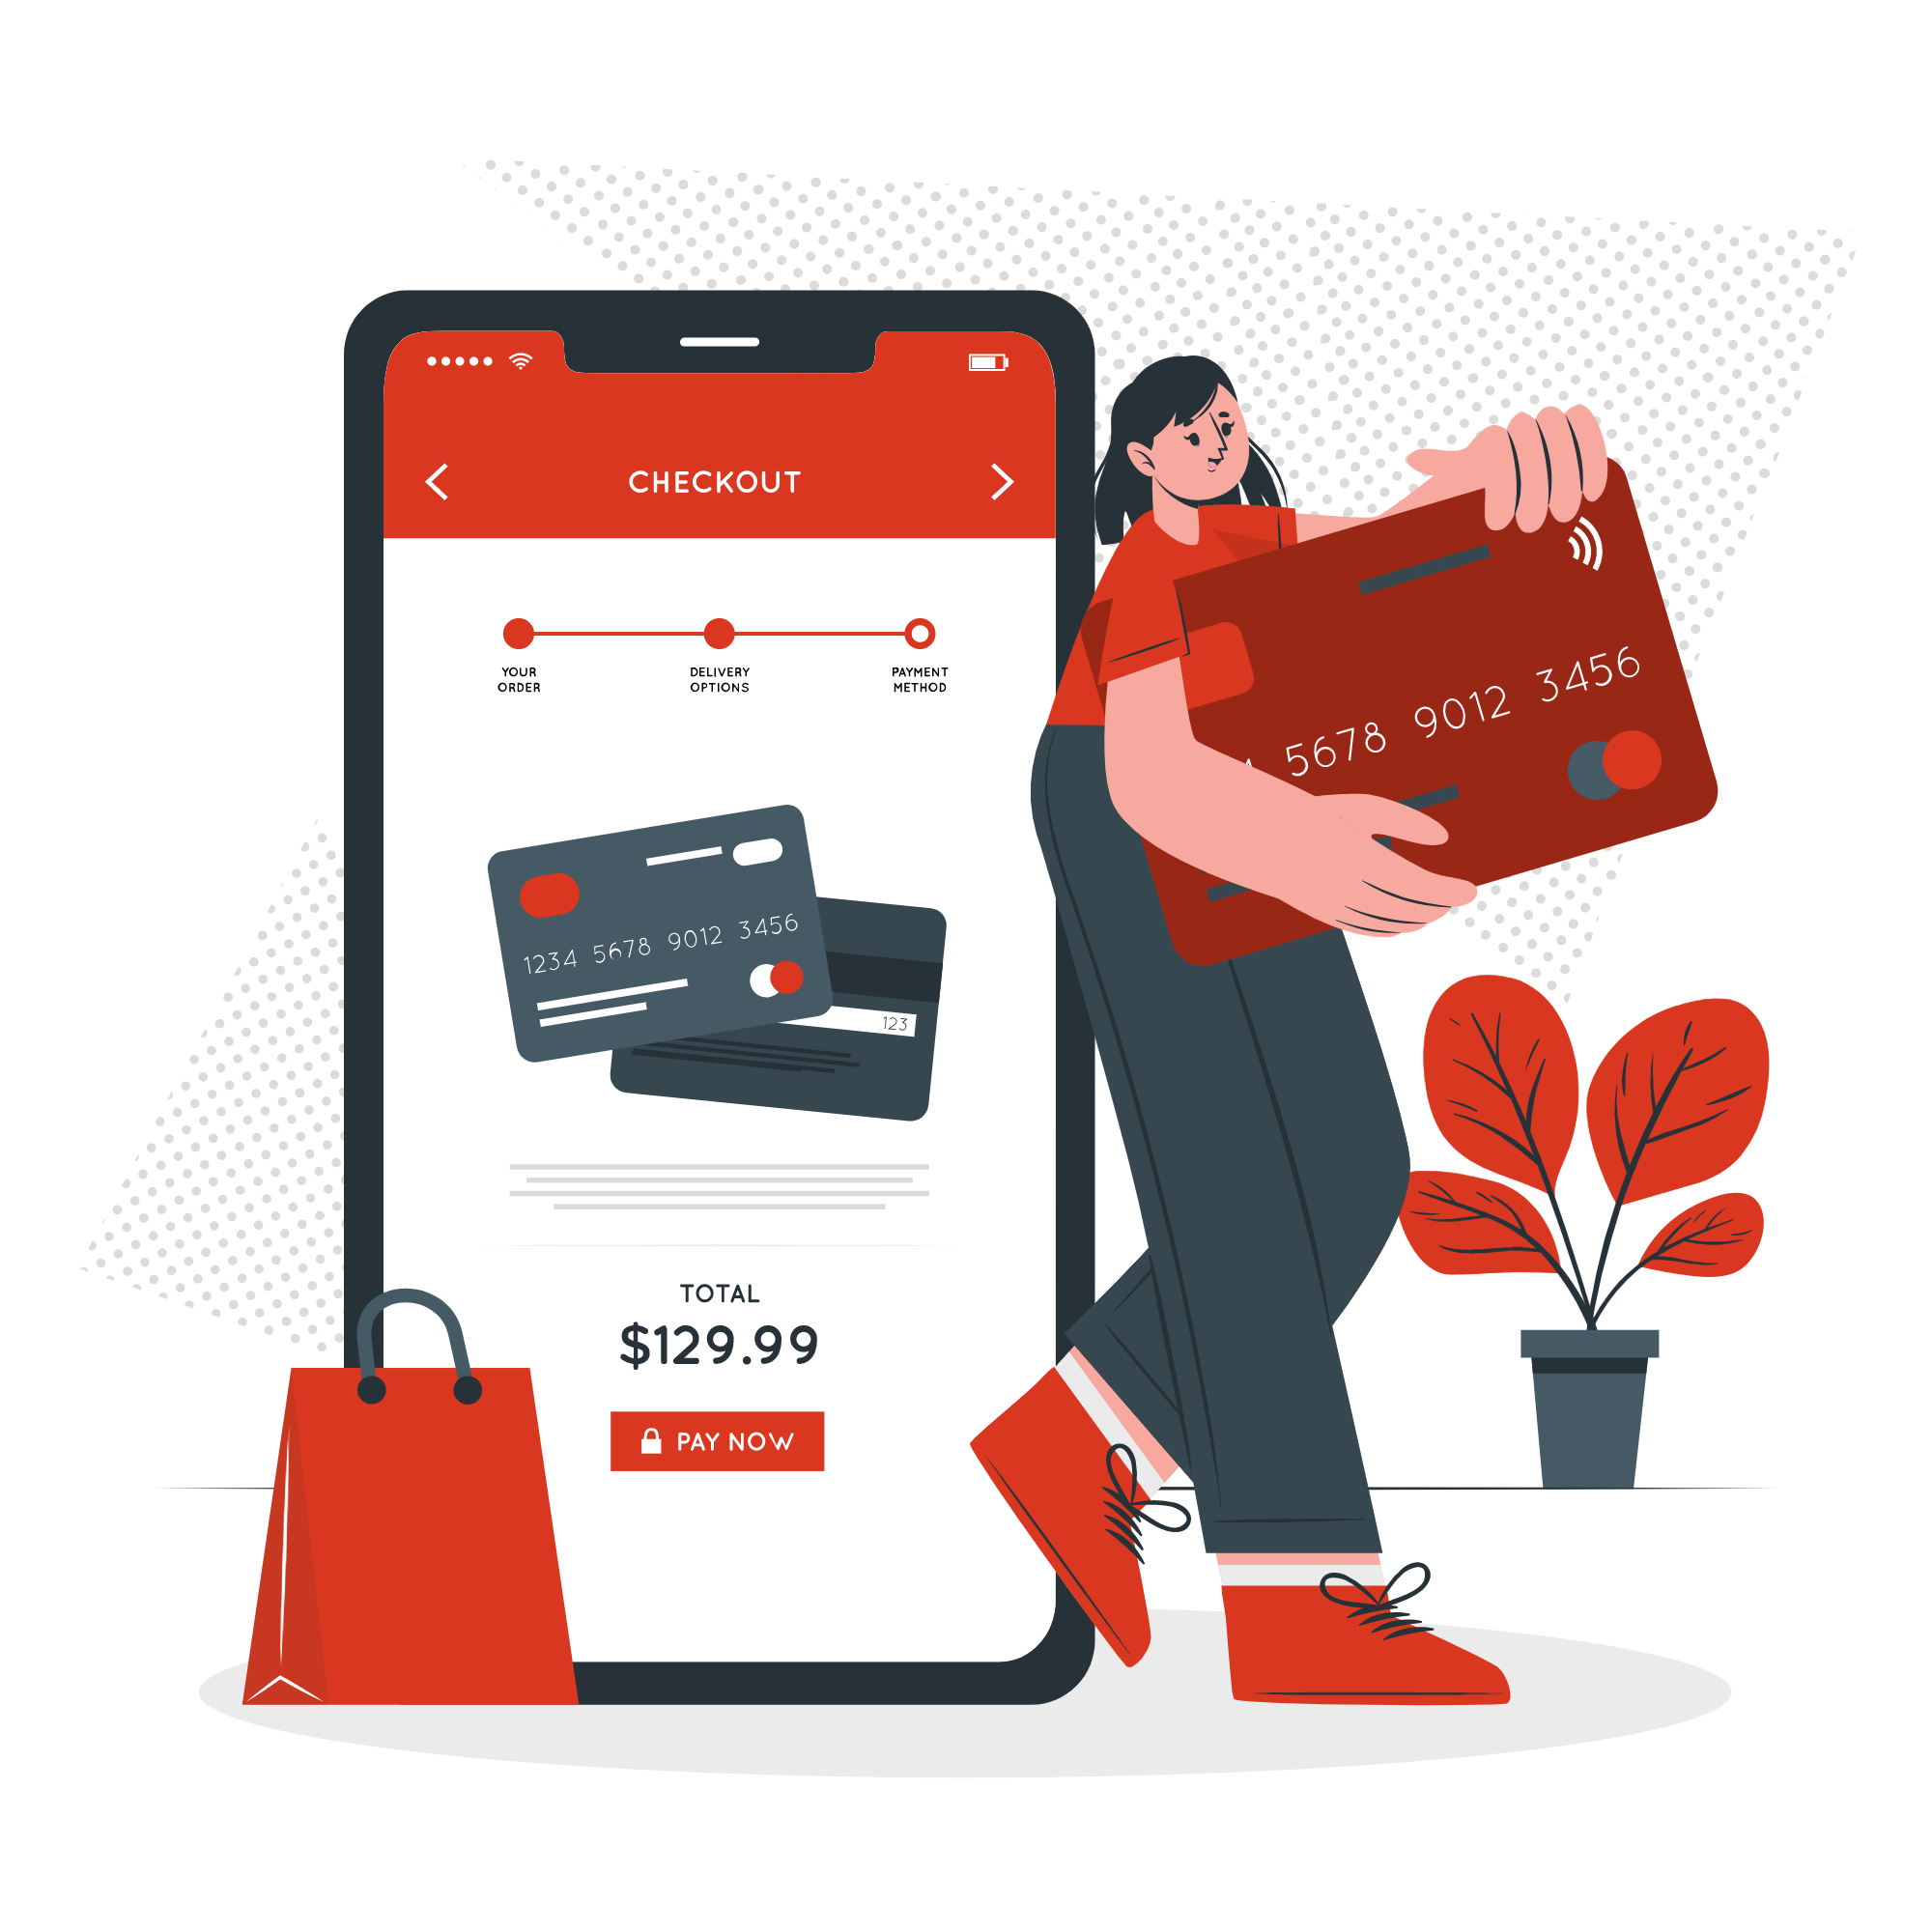 CHECKOUT
YOUR
ORDER
DELIVERY
OPTIONS
PAYMENT
METHOD
1234 5678 9012 3456
123
TOTAL
$129.99
PAY NOW
5678 9012 3456